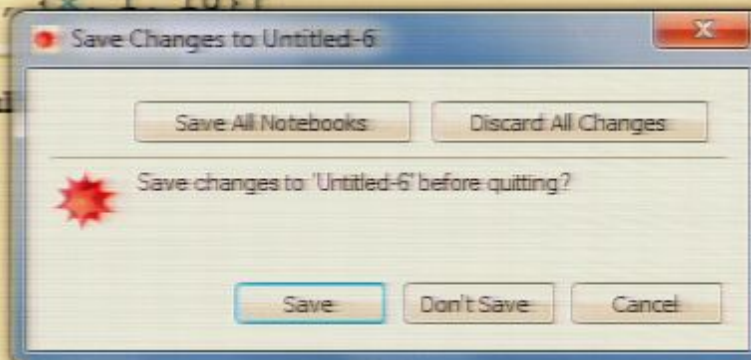 Save Changes to Untitled-6
Save All Notebooks Discard All Changes
Save changes to 'Untitled-6' before quitting?
Save Don't Save Cancel